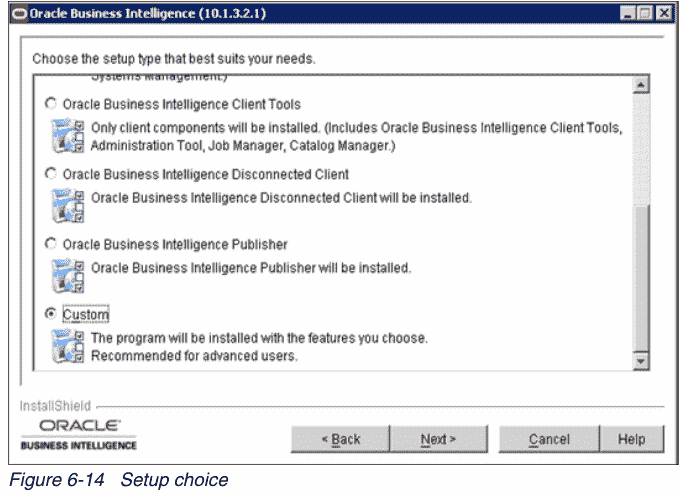 Oracle Business Intelligence (10.1.3.2.1)
Choose the setup type that best suits your needs.
Systems Management.)
Oracle Business Intelligence Client Tools
Only client components will be installed. (Includes Oracle Business Intelligence Client Tools,
Administration Tool, Job Manager, Catalog Manager.)
Oracle Business Intelligence Disconnected Client
Oracle Business Intelligence Disconnected Client will be installed.
Oracle Business Intelligence Publisher
Oracle Business Intelligence Publisher will be installed.
Custom
The program will be installed with the features you choose.
Recommended for advanced users.
InstallShield
ORACLE
BUSINESS INTELLIGENCE
< Back Next > Cancel Help
Figure 6-14 Setup choice